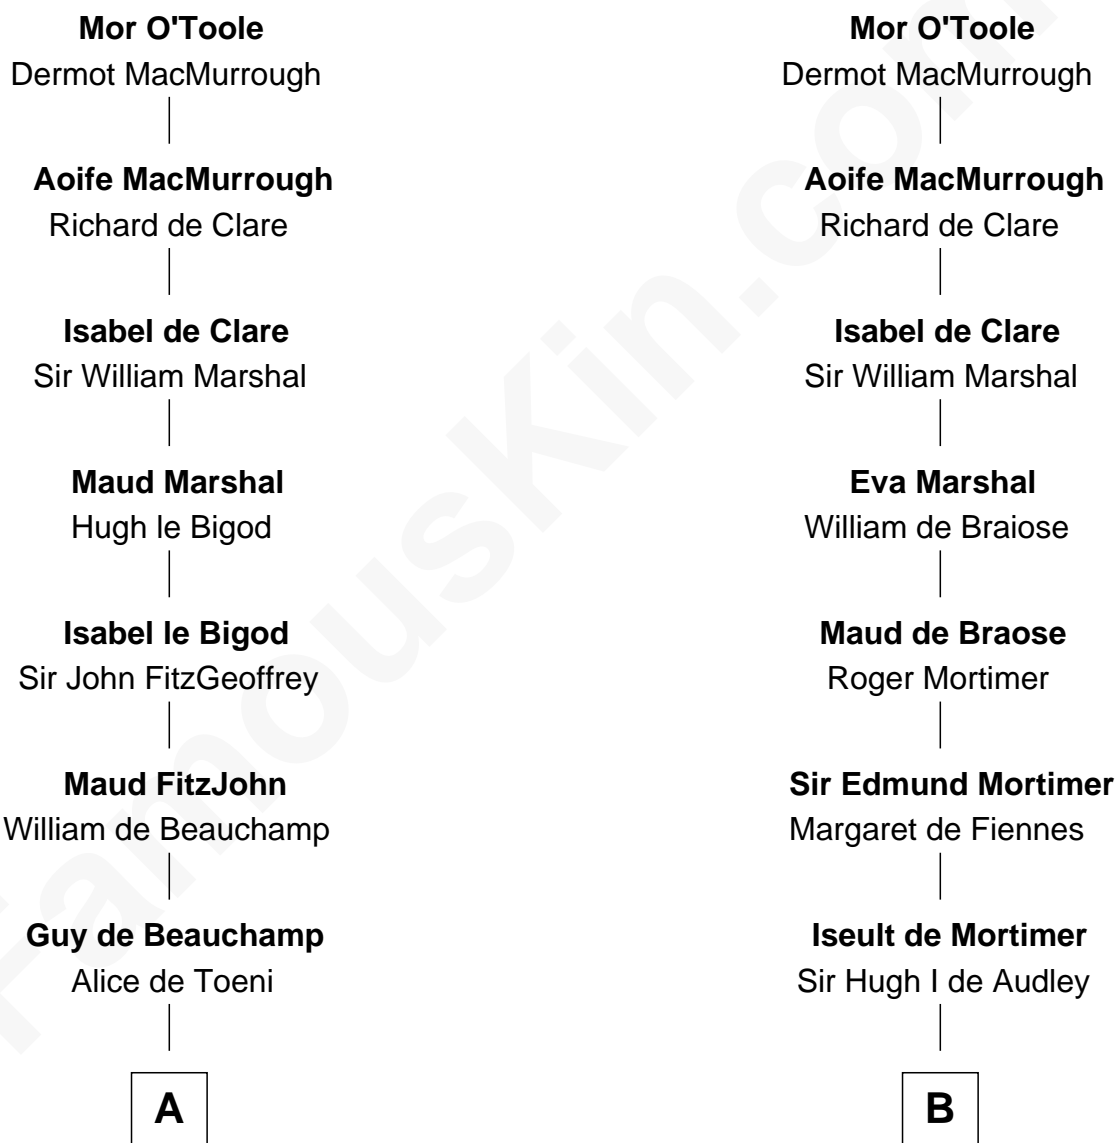 Mor O'Toole
Dermot MacMurrough
Aoife MacMurrough
Richard de Clare
Isabel de Clare
Sir William Marshal
Maud Marshal
Hugh le Bigod
Isabel le Bigod
Sir John FitzGeoffrey
Maud FitzJohn
William de Beauchamp
Guy de Beauchamp
Alice de Toeni
A
Mor O'Toole
Dermot MacMurrough
Aoife MacMurrough
Richard de Clare
Isabel de Clare
Sir William Marshal
Eva Marshal
William de Braiose
Maud de Braose
Roger Mortimer
Sir Edmund Mortimer
Margaret de Fiennes
Iseult de Mortimer
Sir Hugh I de Audley
B
FamousKin.com